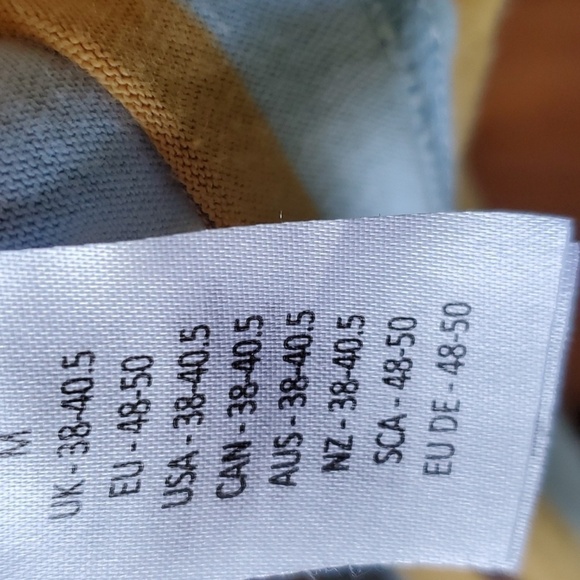 M
UK - 38-40.5
EU - 48-50
USA - 38-40.5
CAN - 38-40.5
AUS - 38-40.5
NZ - 38-40.5
SCA - 48-50
EU DE - 48-50